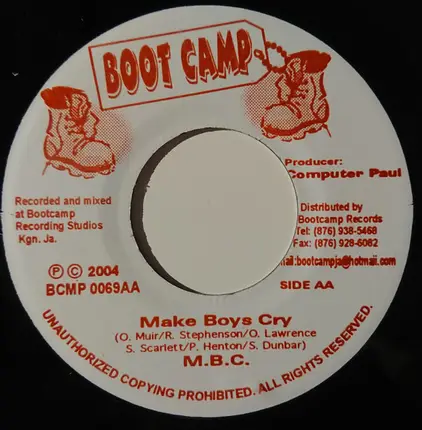 BOOT CAMP
Producer:
Computer Paul
Recorded and mixed
at Bootcamp
Recording Studios
Kgn. Ja.
Distributed by
Bootcamp Records
Tel: (876) 938-5468
Fax: (876) 929-6082
mail:bootcampja@hotmail.com
Ⓟ © 2004
BCMP 0069AA
SIDE AA
Make Boys Cry
(O. Muir/R. Stephenson/O. Lawrence
S. Scarlett/P. Henton/S. Dunbar)
M.B.C.
UNAUTHORIZED COPYING PROHIBITED. ALL RIGHTS RESERVED.